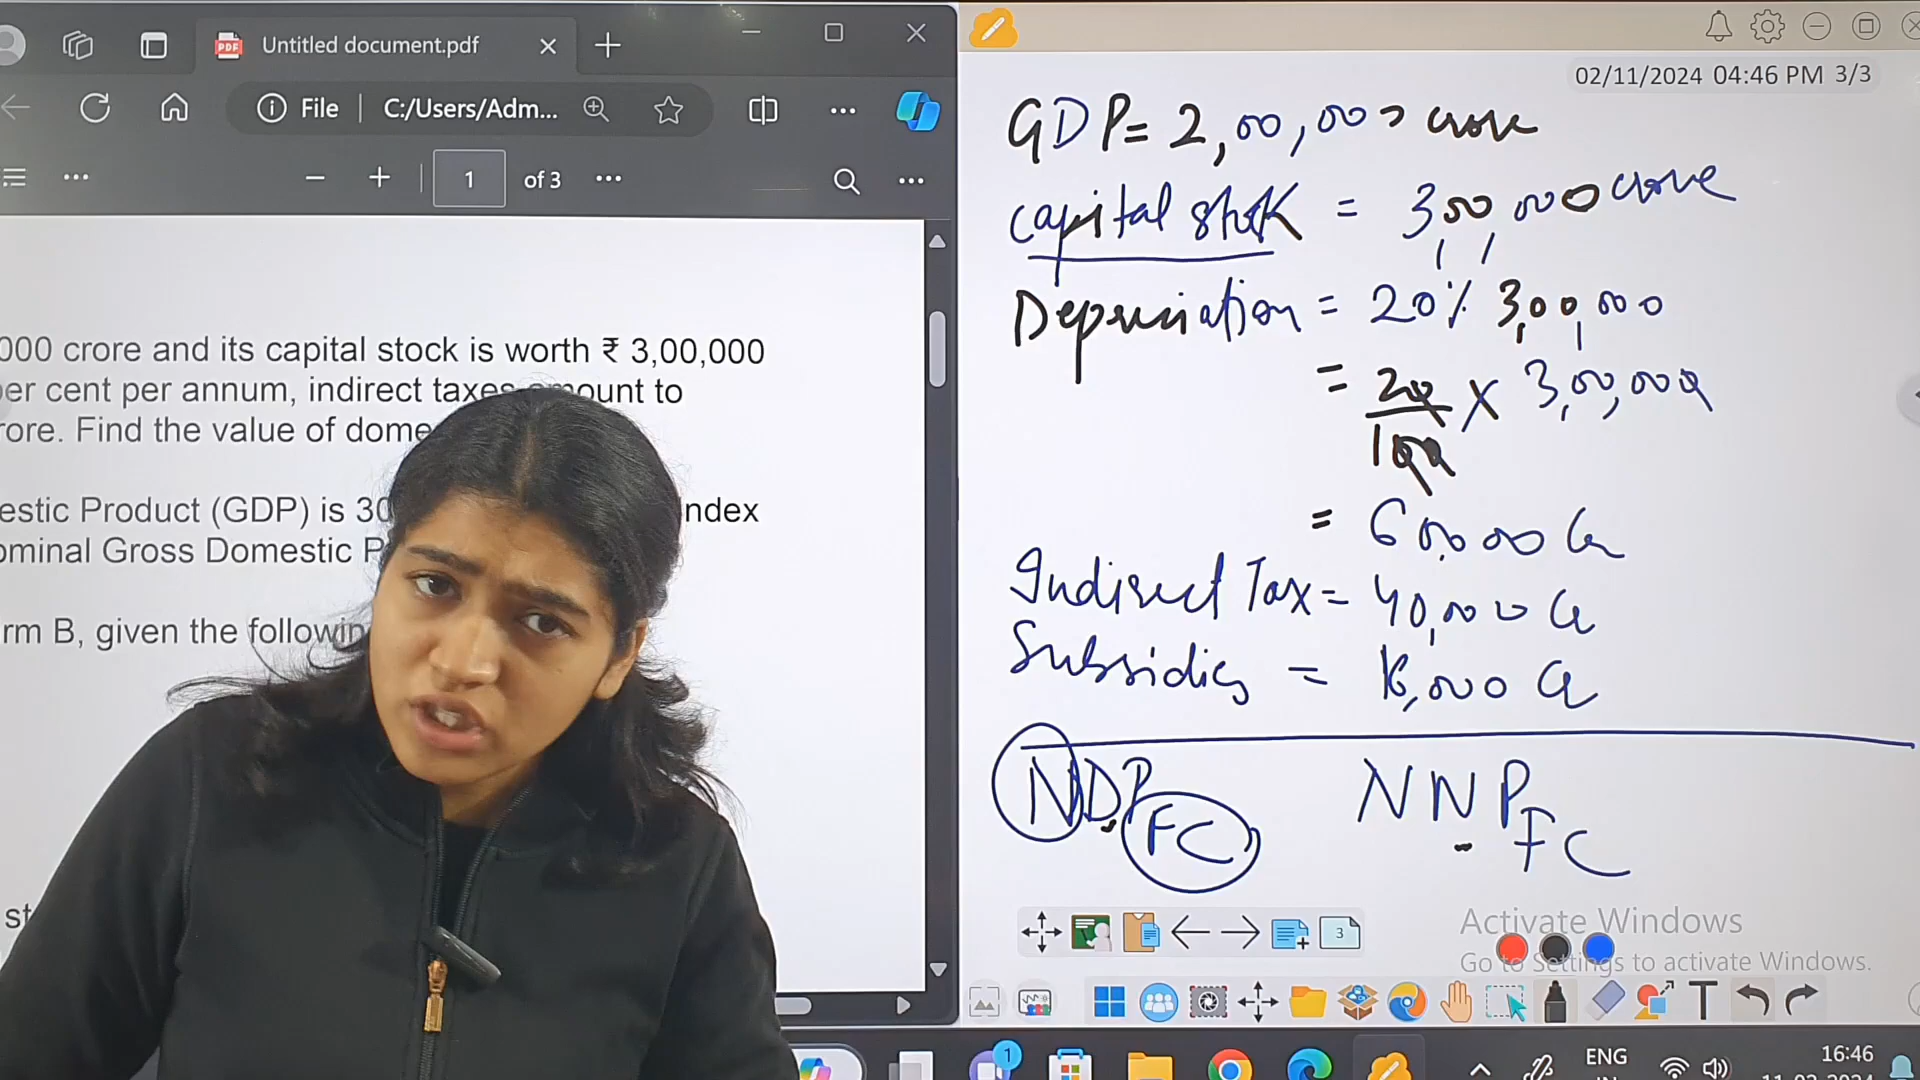 Untitled document.pdf
File
C:/Users/Adm...
1
of 3
000 crore and its capital stock is worth ₹ 3,00,000
er cent per annum, indirect taxes amount to
rore. Find the value of dome
estic Product (GDP) is 30
ndex
ominal Gross Domestic P
rm B, given the followin
st
02/11/2024 04:46 PM 3/3
GDP = 2,00,000 crore
Capital stock = 300,000 crore
Depreciation = 20% 3,00,000
= 20/100 X 3,00,000
= 60,000 Cr
Indirect Tax = 40,000 Cr
Subsidies = ,000 Cr
NDP FC
NNP FC
3
Activate Windows
Go to Settings to activate Windows.
T
1
ENG
16:46